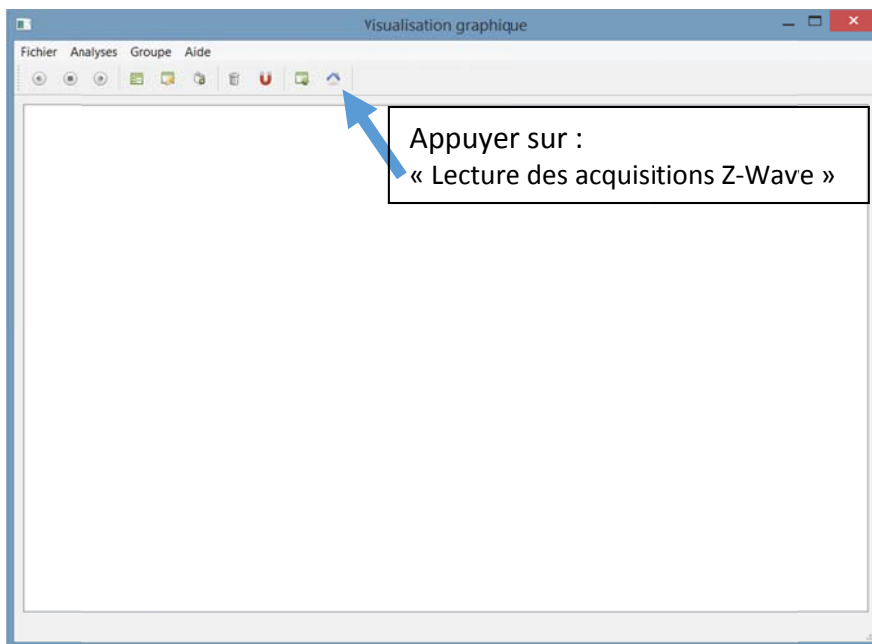 Visualisation graphique
Fichier Analyses Groupe Aide
Appuyer sur :
« Lecture des acquisitions Z-Wave »